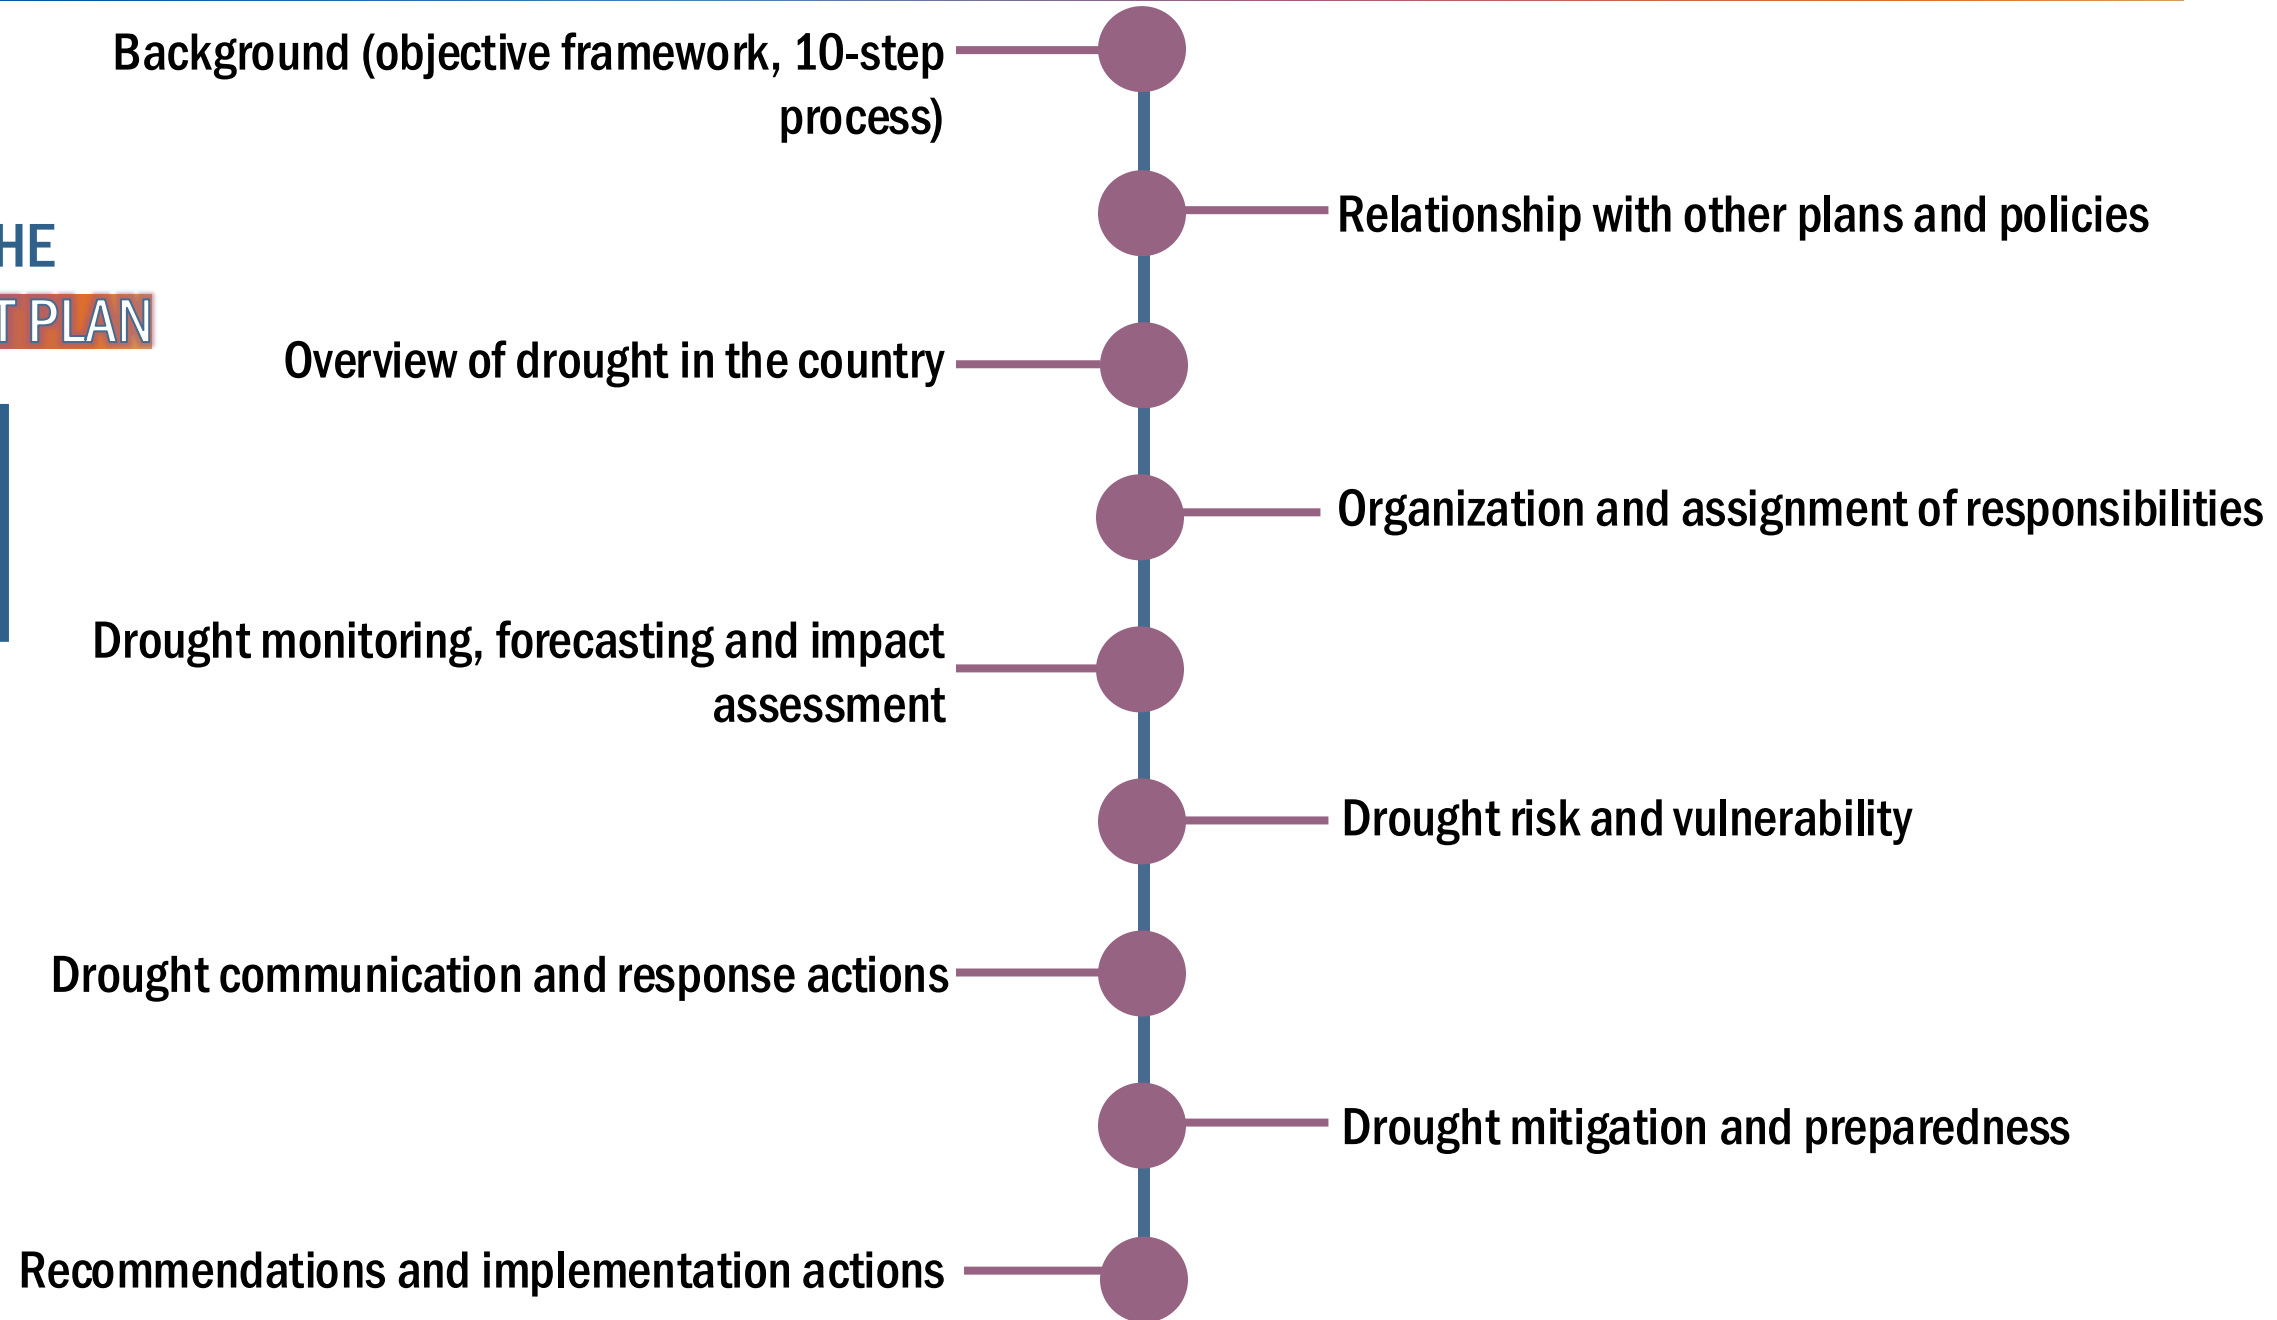 Background (objective framework, 10-step
process)
Relationship with other plans and policies
HE
T PLAN
Overview of drought in the country
Organization and assignment of responsibilities
Drought monitoring, forecasting and impact
assessment
Drought risk and vulnerability
Drought communication and response actions
Drought mitigation and preparedness
Recommendations and implementation actions